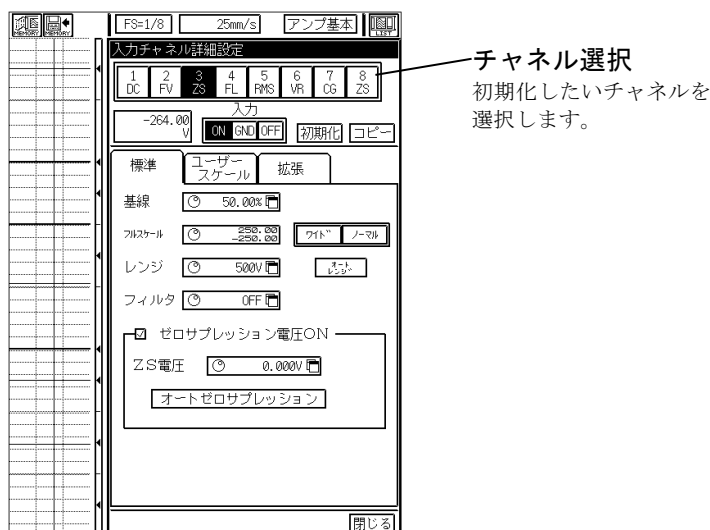 MEMORY MEMORY FS=1/8 25mm/s アンプ基本 LIST
入力チャネル詳細設定
1 2 3 4 5 6 7 8
DC FV ZS FL RMS VR CG ZS
チャネル選択
初期化したいチャネルを
選択します。
-264.00
V
入力
ON GND OFF 初期化 コピー
標準 ユーザー
スケール 拡張
基線 50.00%
フルスケール 250.00
-250.00 ワイド ノーマル
レンジ 500V オート
レンジ
フィルタ OFF
ゼロサプレッション電圧ON
ZS電圧 0.000V
オートゼロサプレッション
閉じる